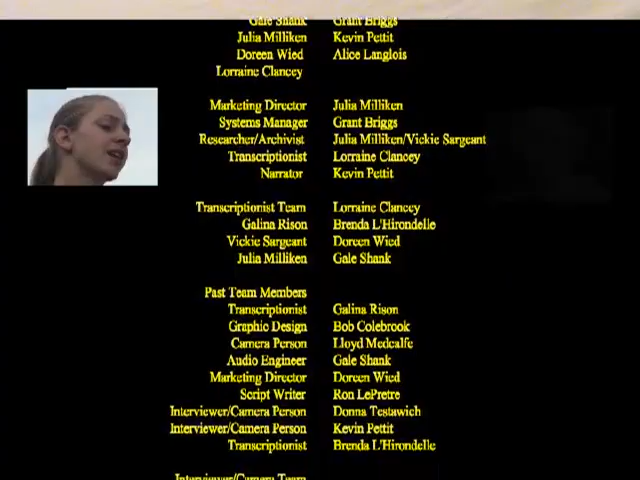 Gale Shank Grant Briggs
Julia Milliken Kevin Pettit
Doreen Wied Alice Langlois
Lorraine Clancey
Marketing Director Julia Milliken
Systems Manager Grant Briggs
Researcher/Archivist Julia Milliken/Vickie Sargeant
Transcriptionist Lorraine Clancey
Narrator Kevin Pettit
Transcriptionist Team Lorraine Clancey
Galina Rison Brenda L'Hirondelle
Vickie Sargeant Doreen Wied
Julia Milliken Gale Shank
Past Team Members
Transcriptionist Galina Rison
Graphic Design Bob Colebrook
Camera Person Lloyd Medcalfe
Audio Engineer Gale Shank
Marketing Director Doreen Wied
Script Writer Ron LePretre
Interviewer/Camera Person Donna Testawich
Interviewer/Camera Person Kevin Pettit
Transcriptionist Brenda L'Hirondelle
Interviewer/Camera Team